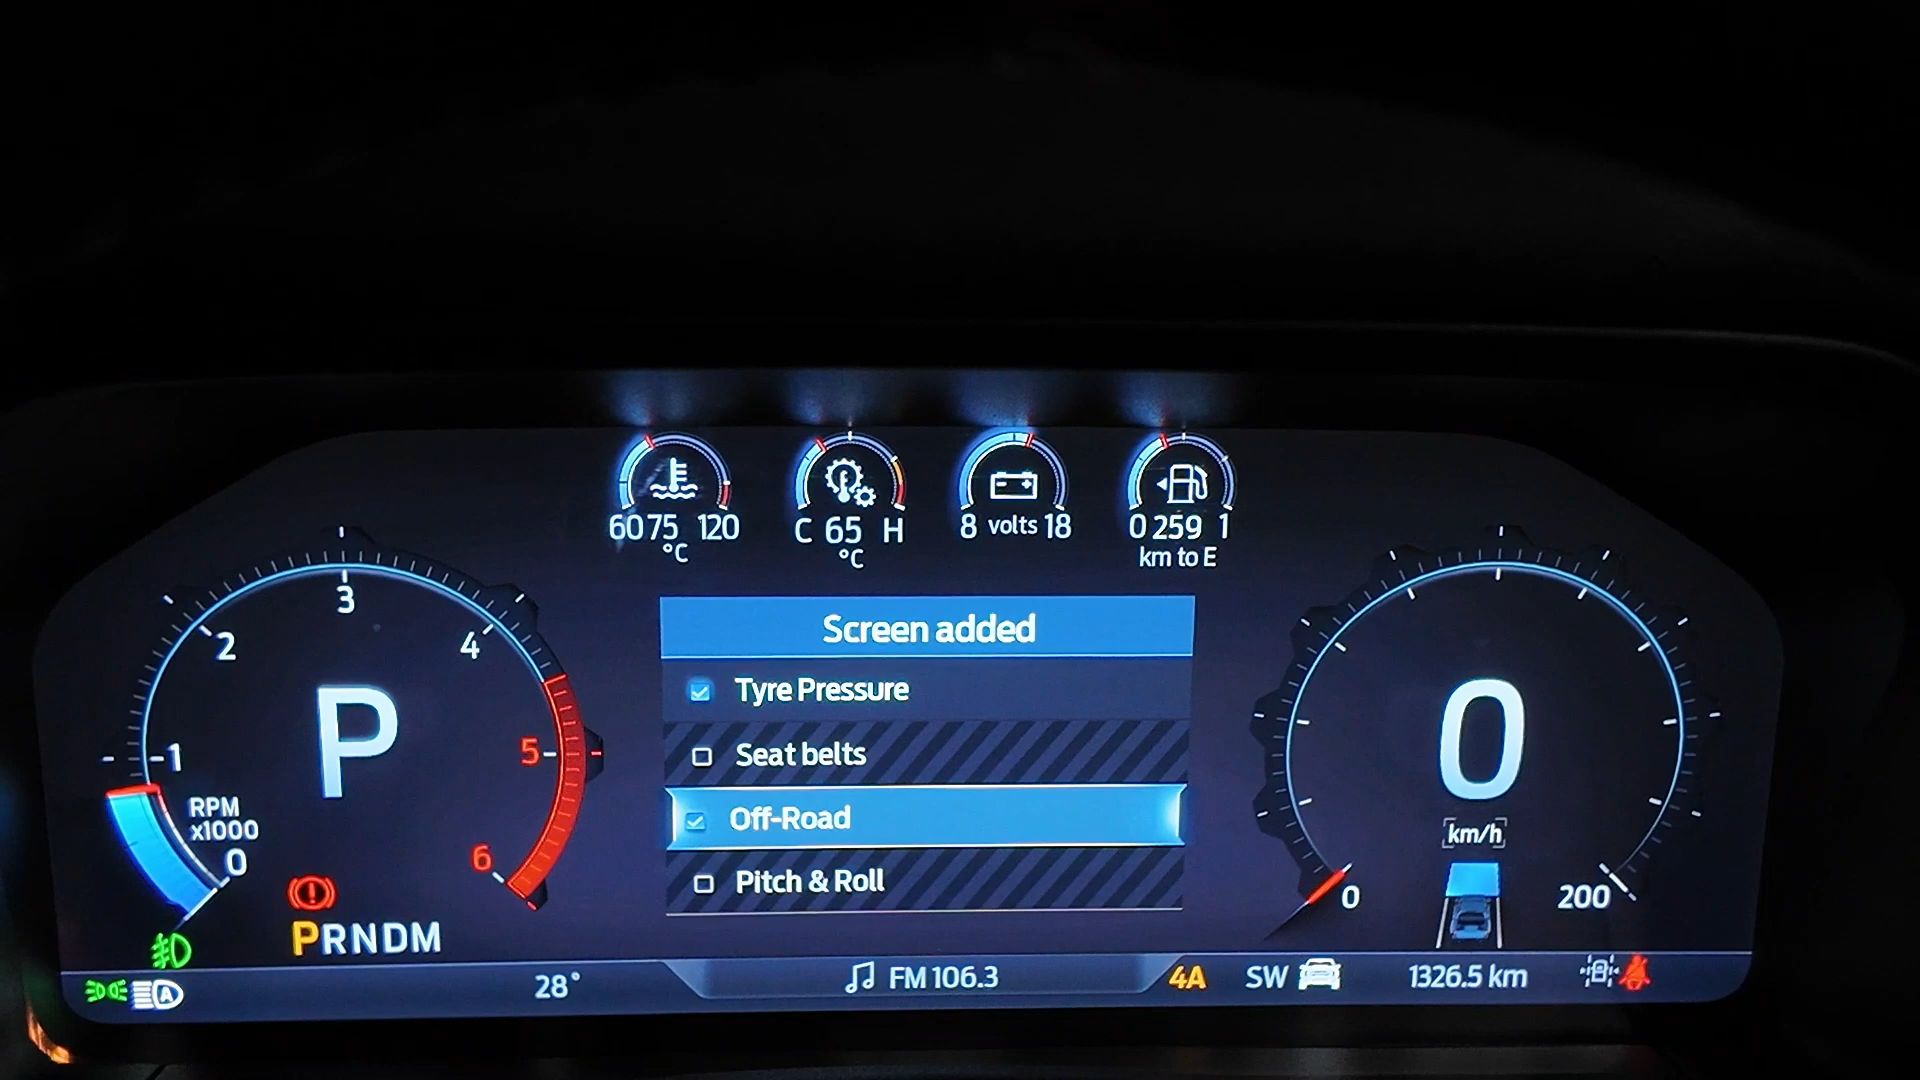 60 75 120
°C
C 65 H
°C
8 volts 18
0 259 1
km to E
Screen added
Tyre Pressure
Seat belts
Off-Road
Pitch & Roll
0
1
2
3
4
5
6
P
RPM
x1000
PRNDM
0
km/h
0
200
A
28°
FM 106.3
4A
SW
1326.5 km